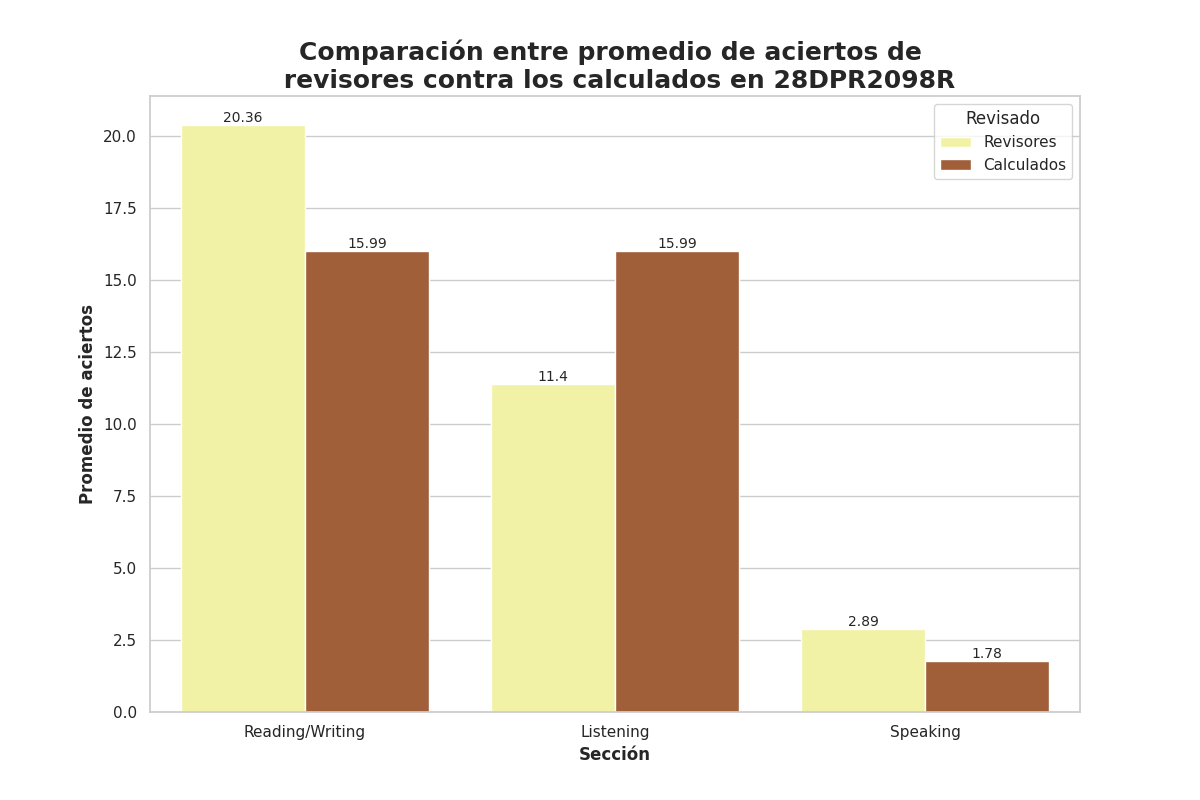 Comparación entre promedio de aciertos de
revisores contra los calculados en 28DPR2098R
Revisado
Revisores
Calculados
Promedio de aciertos
20.0
17.5
15.0
12.5
10.0
7.5
5.0
2.5
0.0
20.36
15.99
11.4
15.99
2.89
1.78
Reading/Writing
Listening
Speaking
Sección